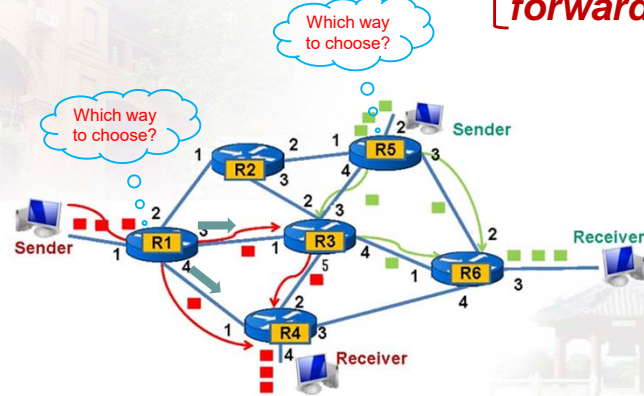 forward
Which way
to choose?
Which way
to choose?
Sender
1
2
3
4
R5
1
2
3
R2
2
3
1
4
5
R3
Sender
1
2
3
4
R1
2
1
3
4
R6
Receiver
1
2
3
4
R4
Receiver